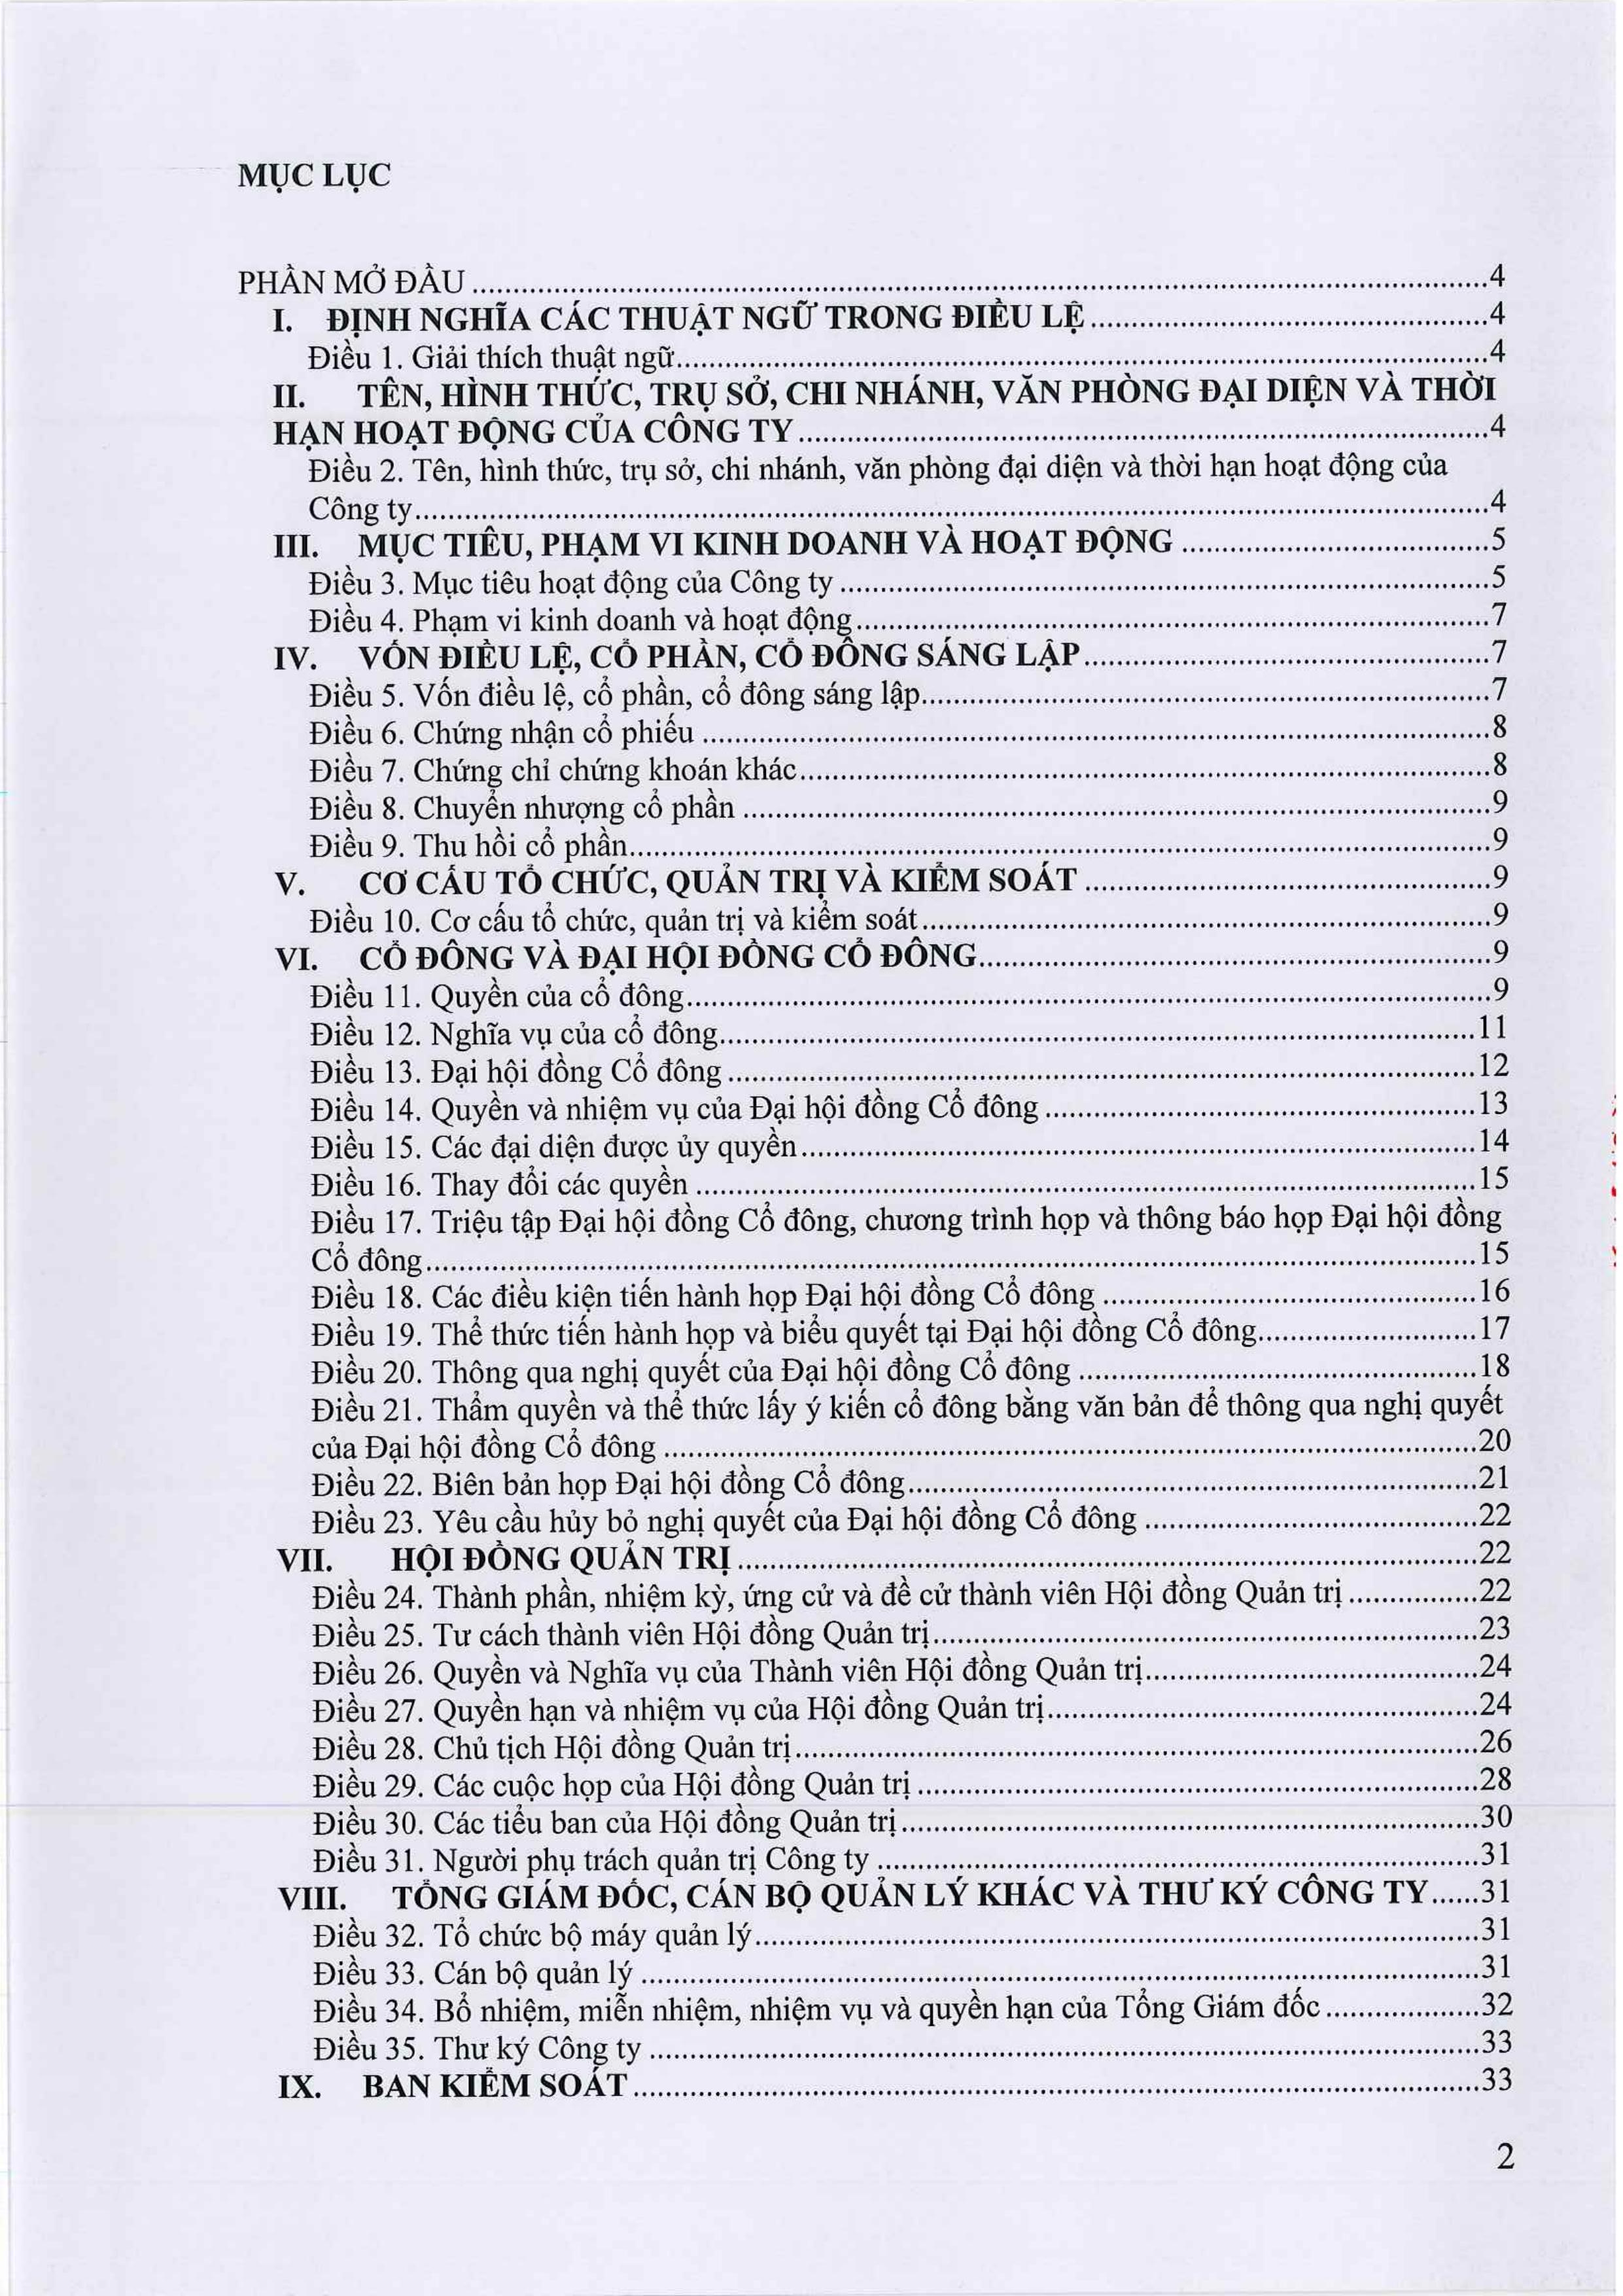 MỤC LỤC
PHẦN MỞ ĐẦU ........ 4
I. ĐỊNH NGHĨA CÁC THUẬT NGỮ TRONG ĐIỀU LỆ ........ 4
Điều 1. Giải thích thuật ngữ ........ 4
II. TÊN, HÌNH THỨC, TRỤ SỞ, CHI NHÁNH, VĂN PHÒNG ĐẠI DIỆN VÀ THỜI
HẠN HOẠT ĐỘNG CỦA CÔNG TY ........ 4
Điều 2. Tên, hình thức, trụ sở, chi nhánh, văn phòng đại diện và thời hạn hoạt động của
Công ty ........ 4
III. MỤC TIÊU, PHẠM VI KINH DOANH VÀ HOẠT ĐỘNG ........ 5
Điều 3. Mục tiêu hoạt động của Công ty ........ 5
Điều 4. Phạm vi kinh doanh và hoạt động ........ 7
IV. VỐN ĐIỀU LỆ, CỔ PHẦN, CỔ ĐÔNG SÁNG LẬP ........ 7
Điều 5. Vốn điều lệ, cổ phần, cổ đông sáng lập ........ 7
Điều 6. Chứng nhận cổ phiếu ........ 8
Điều 7. Chứng chỉ chứng khoán khác ........ 8
Điều 8. Chuyển nhượng cổ phần ........ 9
Điều 9. Thu hồi cổ phần ........ 9
V. CƠ CẤU TỔ CHỨC, QUẢN TRỊ VÀ KIỂM SOÁT ........ 9
Điều 10. Cơ cấu tổ chức, quản trị và kiểm soát ........ 9
VI. CỔ ĐÔNG VÀ ĐẠI HỘI ĐỒNG CỔ ĐÔNG ........ 9
Điều 11. Quyền của cổ đông ........ 9
Điều 12. Nghĩa vụ của cổ đông ........ 11
Điều 13. Đại hội đồng Cổ đông ........ 12
Điều 14. Quyền và nhiệm vụ của Đại hội đồng Cổ đông ........ 13
Điều 15. Các đại diện được ủy quyền ........ 14
Điều 16. Thay đổi các quyền ........ 15
Điều 17. Triệu tập Đại hội đồng Cổ đông, chương trình họp và thông báo họp Đại hội đồng
Cổ đông ........ 15
Điều 18. Các điều kiện tiến hành họp Đại hội đồng Cổ đông ........ 16
Điều 19. Thể thức tiến hành họp và biểu quyết tại Đại hội đồng Cổ đông ........ 17
Điều 20. Thông qua nghị quyết của Đại hội đồng Cổ đông ........ 18
Điều 21. Thẩm quyền và thể thức lấy ý kiến cổ đông bằng văn bản để thông qua nghị quyết
của Đại hội đồng Cổ đông ........ 20
Điều 22. Biên bản họp Đại hội đồng Cổ đông ........ 21
Điều 23. Yêu cầu hủy bỏ nghị quyết của Đại hội đồng Cổ đông ........ 22
VII. HỘI ĐỒNG QUẢN TRỊ ........ 22
Điều 24. Thành phần, nhiệm kỳ, ứng cử và đề cử thành viên Hội đồng Quản trị ........ 22
Điều 25. Tư cách thành viên Hội đồng Quản trị ........ 23
Điều 26. Quyền và Nghĩa vụ của Thành viên Hội đồng Quản trị ........ 24
Điều 27. Quyền hạn và nhiệm vụ của Hội đồng Quản trị ........ 24
Điều 28. Chủ tịch Hội đồng Quản trị ........ 26
Điều 29. Các cuộc họp của Hội đồng Quản trị ........ 28
Điều 30. Các tiểu ban của Hội đồng Quản trị ........ 30
Điều 31. Người phụ trách quản trị Công ty ........ 31
VIII. TỔNG GIÁM ĐỐC, CÁN BỘ QUẢN LÝ KHÁC VÀ THƯ KÝ CÔNG TY ...... 31
Điều 32. Tổ chức bộ máy quản lý ........ 31
Điều 33. Cán bộ quản lý ........ 31
Điều 34. Bổ nhiệm, miễn nhiệm, nhiệm vụ và quyền hạn của Tổng Giám đốc ........ 32
Điều 35. Thư ký Công ty ........ 33
IX. BAN KIỂM SOÁT ........ 33
2